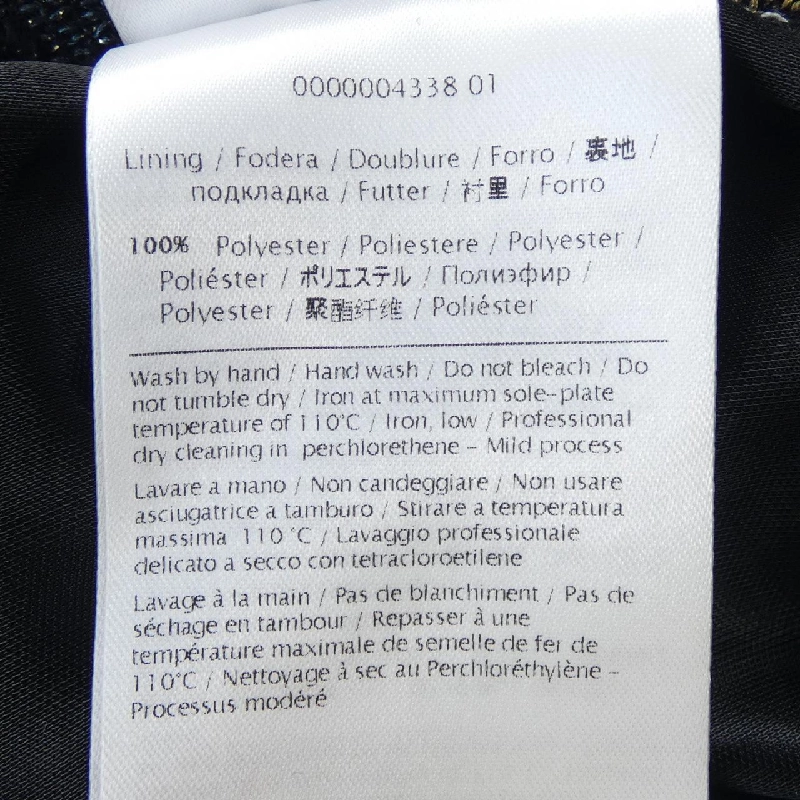 0000004338 01
Lining / Fodera / Doublure / Forro / 裏地 /
подкладка / Futter / 衬里 / Forro
100% Polyester / Poliestere / Polyester /
Poliéster / ポリエステル / Полиэфир /
Polyester / 聚酯纤维 / Poliéster
Wash by hand / Hand wash / Do not bleach / Do
not tumble dry / Iron at maximum sole-plate
temperature of 110°C / Iron, low / Professional
dry cleaning in perchlorethene - Mild process
Lavare a mano / Non candeggiare / Non usare
asciugatrice a tamburo / Stirare a temperatura
massima 110 °C / Lavaggio professionale
delicato a secco con tetracloroetilene
Lavage à la main / Pas de blanchiment / Pas de
séchage en tambour / Repasser à une
température maximale de semelle de fer de
110°C / Nettoyage à sec au Perchloréthylène -
Processus modéré